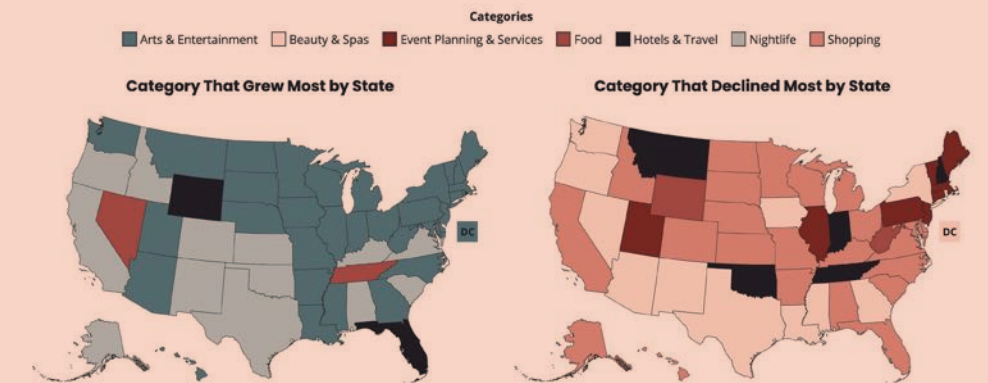 Categories
Arts & Entertainment Beauty & Spas Event Planning & Services Food Hotels & Travel Nightlife Shopping
Category That Grew Most by State Category That Declined Most by State
DC DC